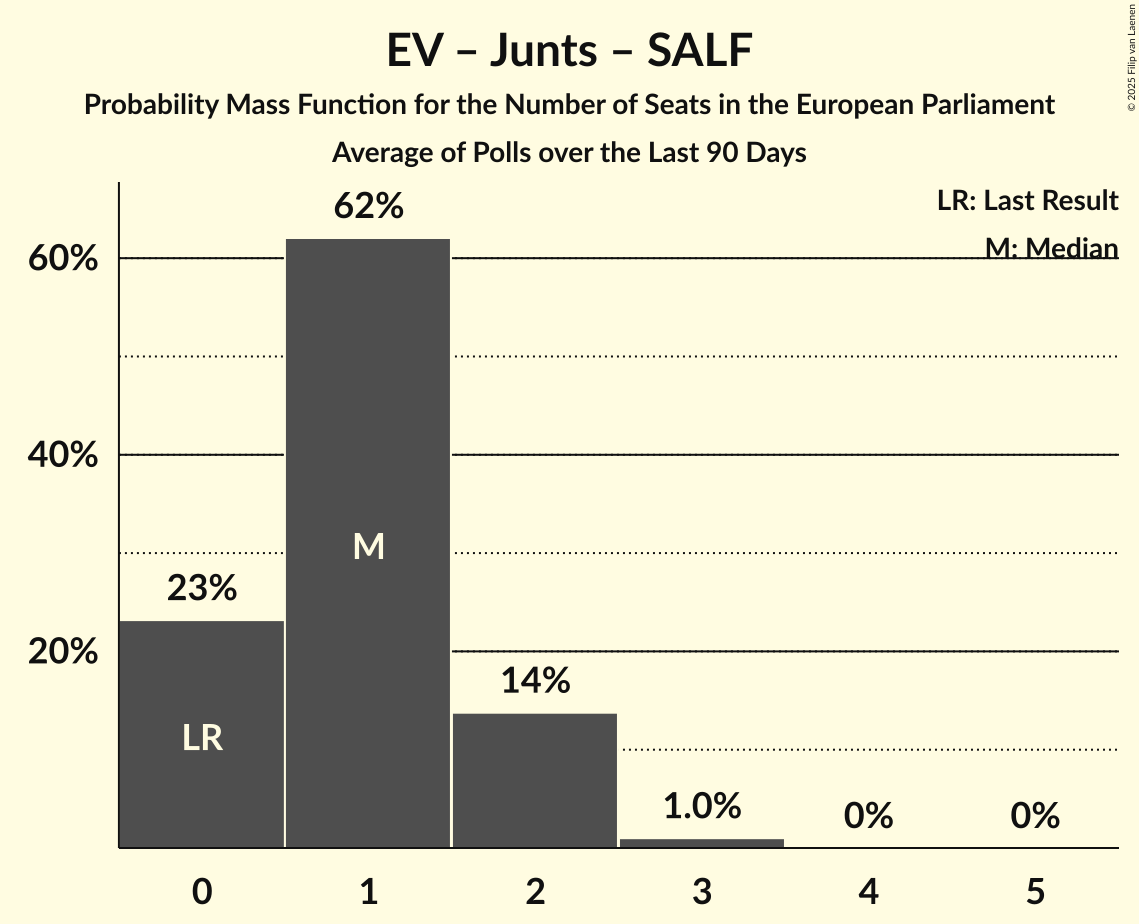 EV – Junts – SALF
Probability Mass Function for the Number of Seats in the European Parliament
Average of Polls over the Last 90 Days
© 2025 Filip van Laenen
LR: Last Result
M: Median
62%
60%
40%
M
23%
20%
14%
LR
1.0%
0%
0%
0 1 2 3 4 5